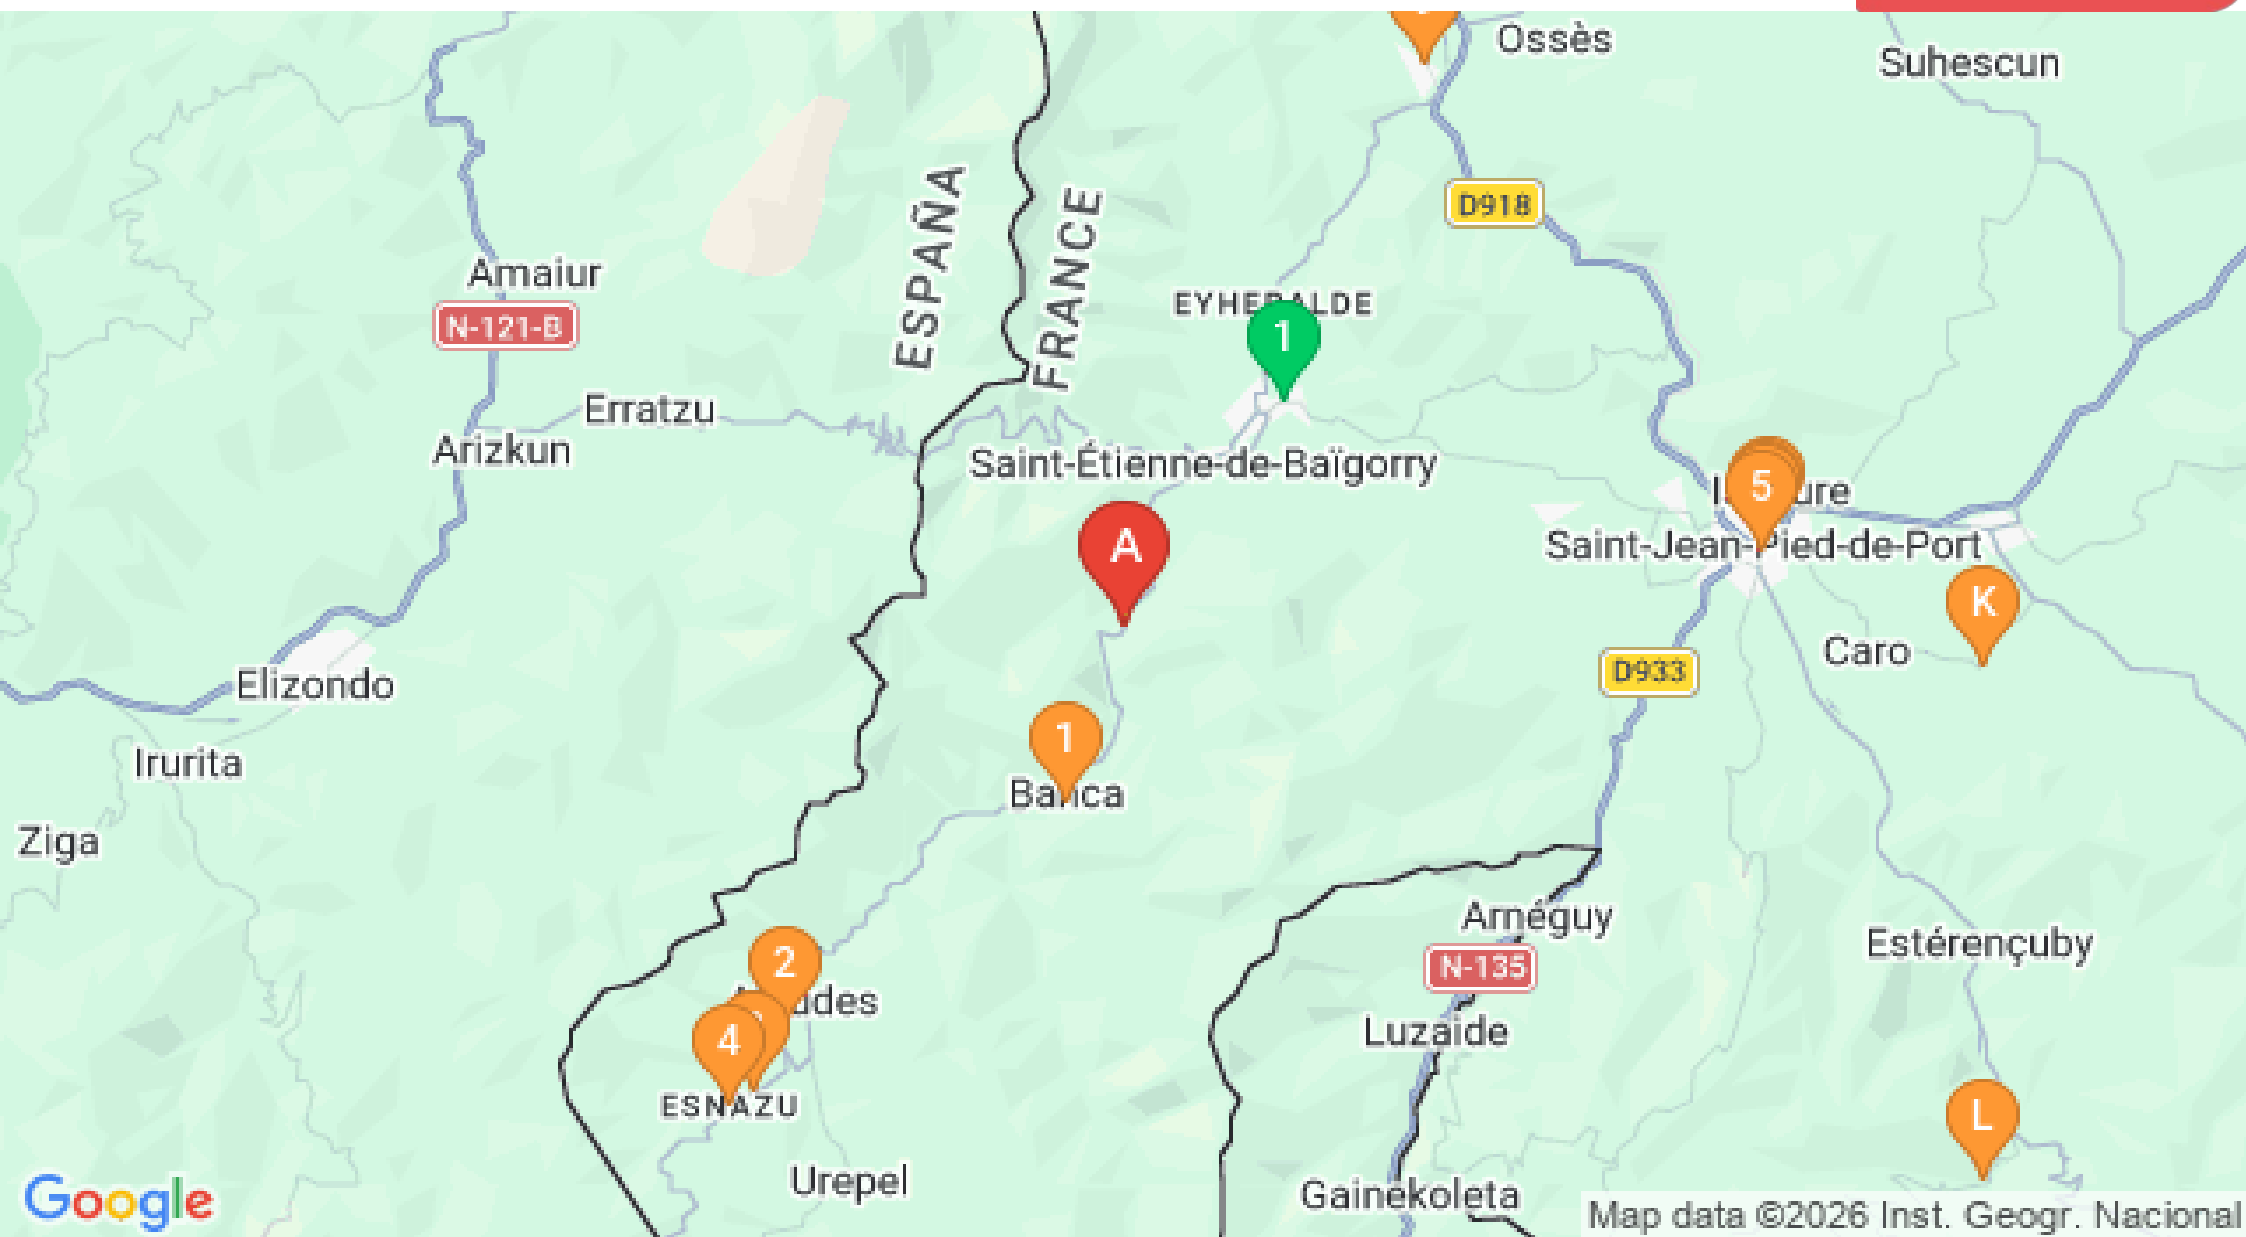 Ossès
Suhescun
D918
ESPAÑA
FRANCE
Amaiur
N-121-B
EYHERALDE
1
Erratzu
Arizkun
Saint-Étienne-de-Baïgorry
5
A
Saint-Jean-Pied-de-Port
K
Caro
D933
Elizondo
1
Irurita
Banca
Ziga
Arnéguy
Estérençuby
2
N-135
4
Luzaide
ESNAZU
L
Urepel
Gainekoleta
Google
Map data ©2026 Inst. Geogr. Nacional